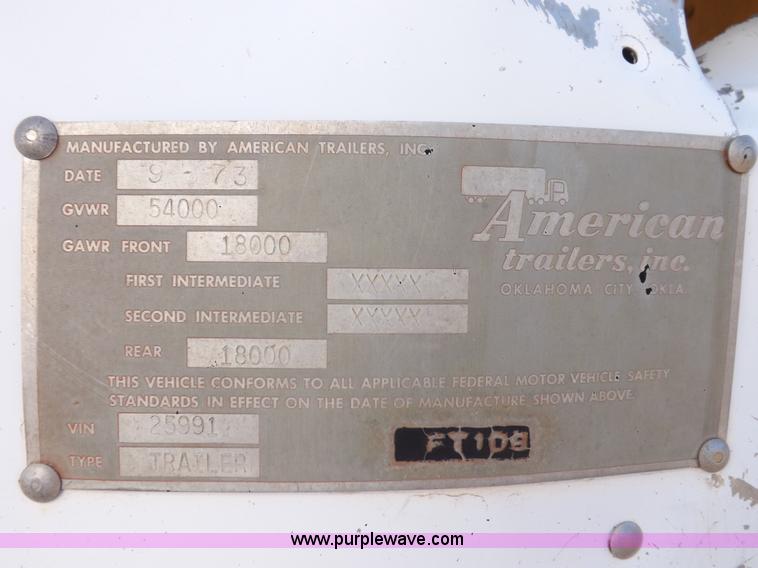 MANUFACTURED BY AMERICAN TRAILERS, INC.
DATE 9 - 73
GVWR 54000
GAWR FRONT 18000
FIRST INTERMEDIATE XXXXX
SECOND INTERMEDIATE XXXXX
REAR 18000
American
trailers, inc.
OKLAHOMA CITY, OKLA.
THIS VEHICLE CONFORMS TO ALL APPLICABLE FEDERAL MOTOR VEHICLE SAFETY
STANDARDS IN EFFECT ON THE DATE OF MANUFACTURE SHOWN ABOVE.
VIN 25991
TYPE TRAILER
FT109
www.purplewave.com